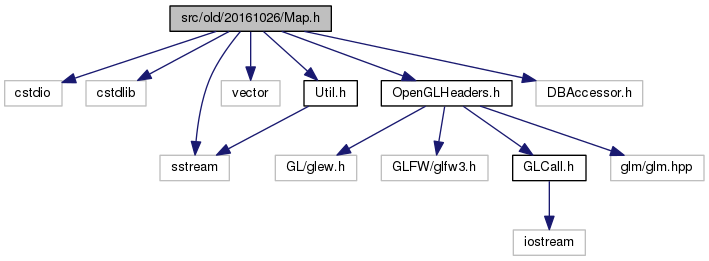 src/old/20161026/Map.h
cstdio
cstdlib
vector
Util.h
OpenGLHeaders.h
DBAccessor.h
sstream
GL/glew.h
GLFW/glfw3.h
GLCall.h
glm/glm.hpp
iostream